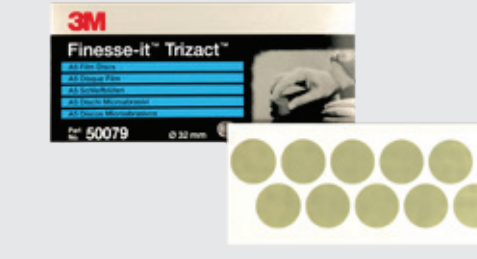 3M
Finesse-it™ Trizact™
A5 Film Discs
A5 Disque Film
A5 Schleifblüten
A5 Dischi Microabrasivi
A5 Discos Microabrasivos
Part No. 50079 Ø 32 mm